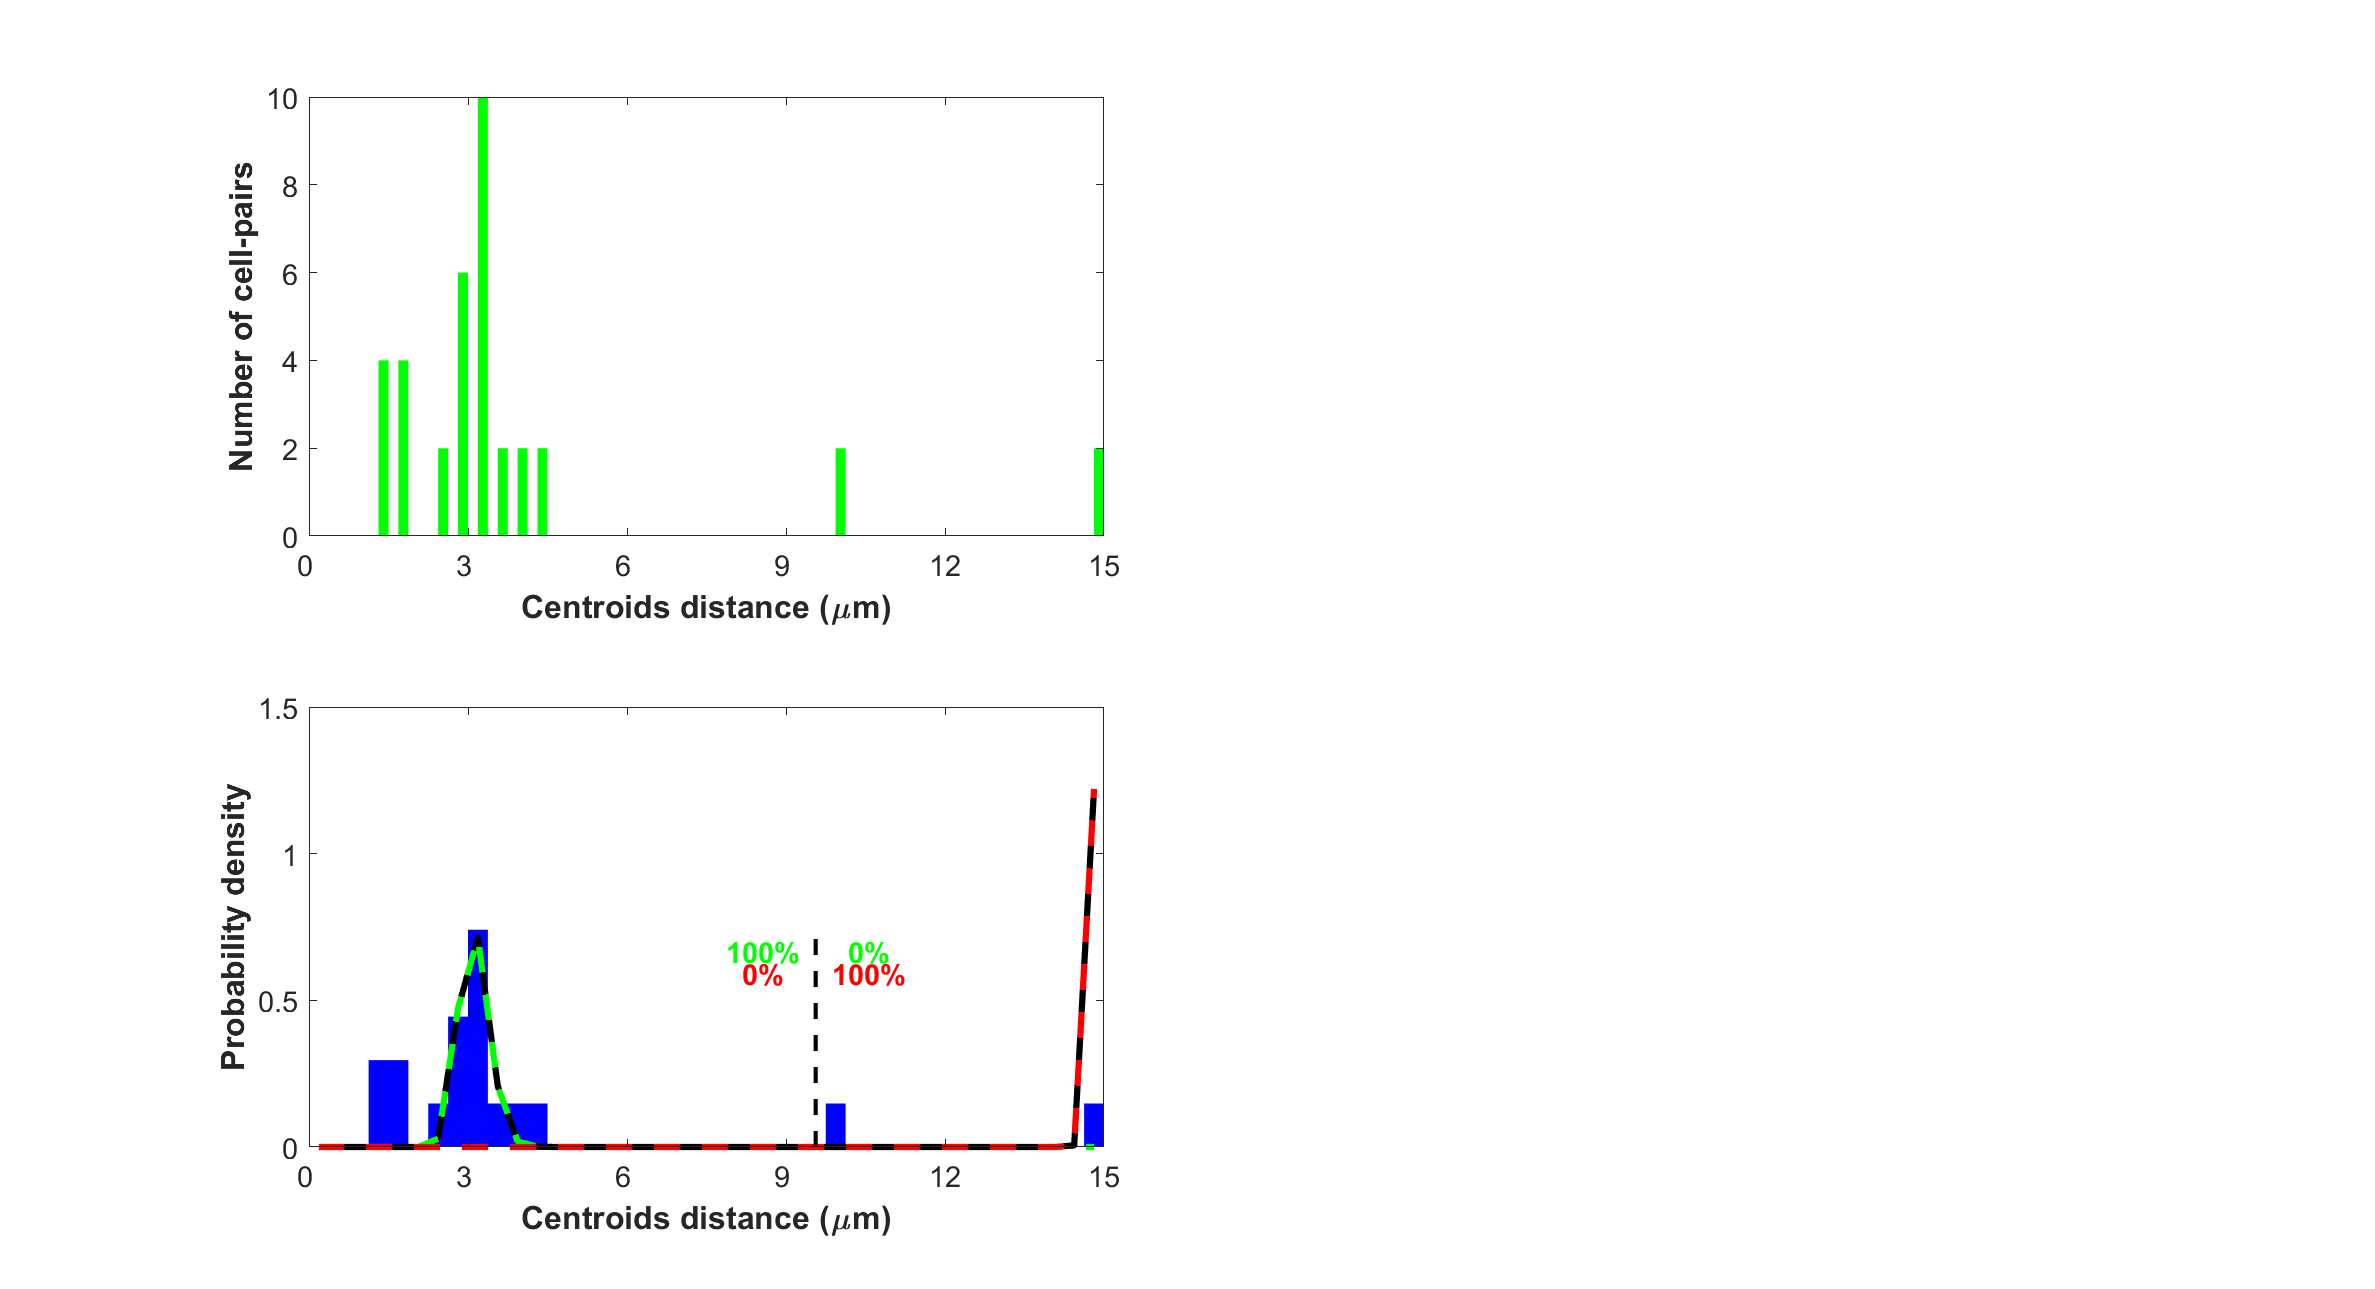 10
8
6
4
2
0
Number of cell-pairs
0 3 6 9 12 15
Centroids distance (μm)
1.5
1
0.5
0
Probability density
100% 0%
0% 100%
0 3 6 9 12 15
Centroids distance (μm)